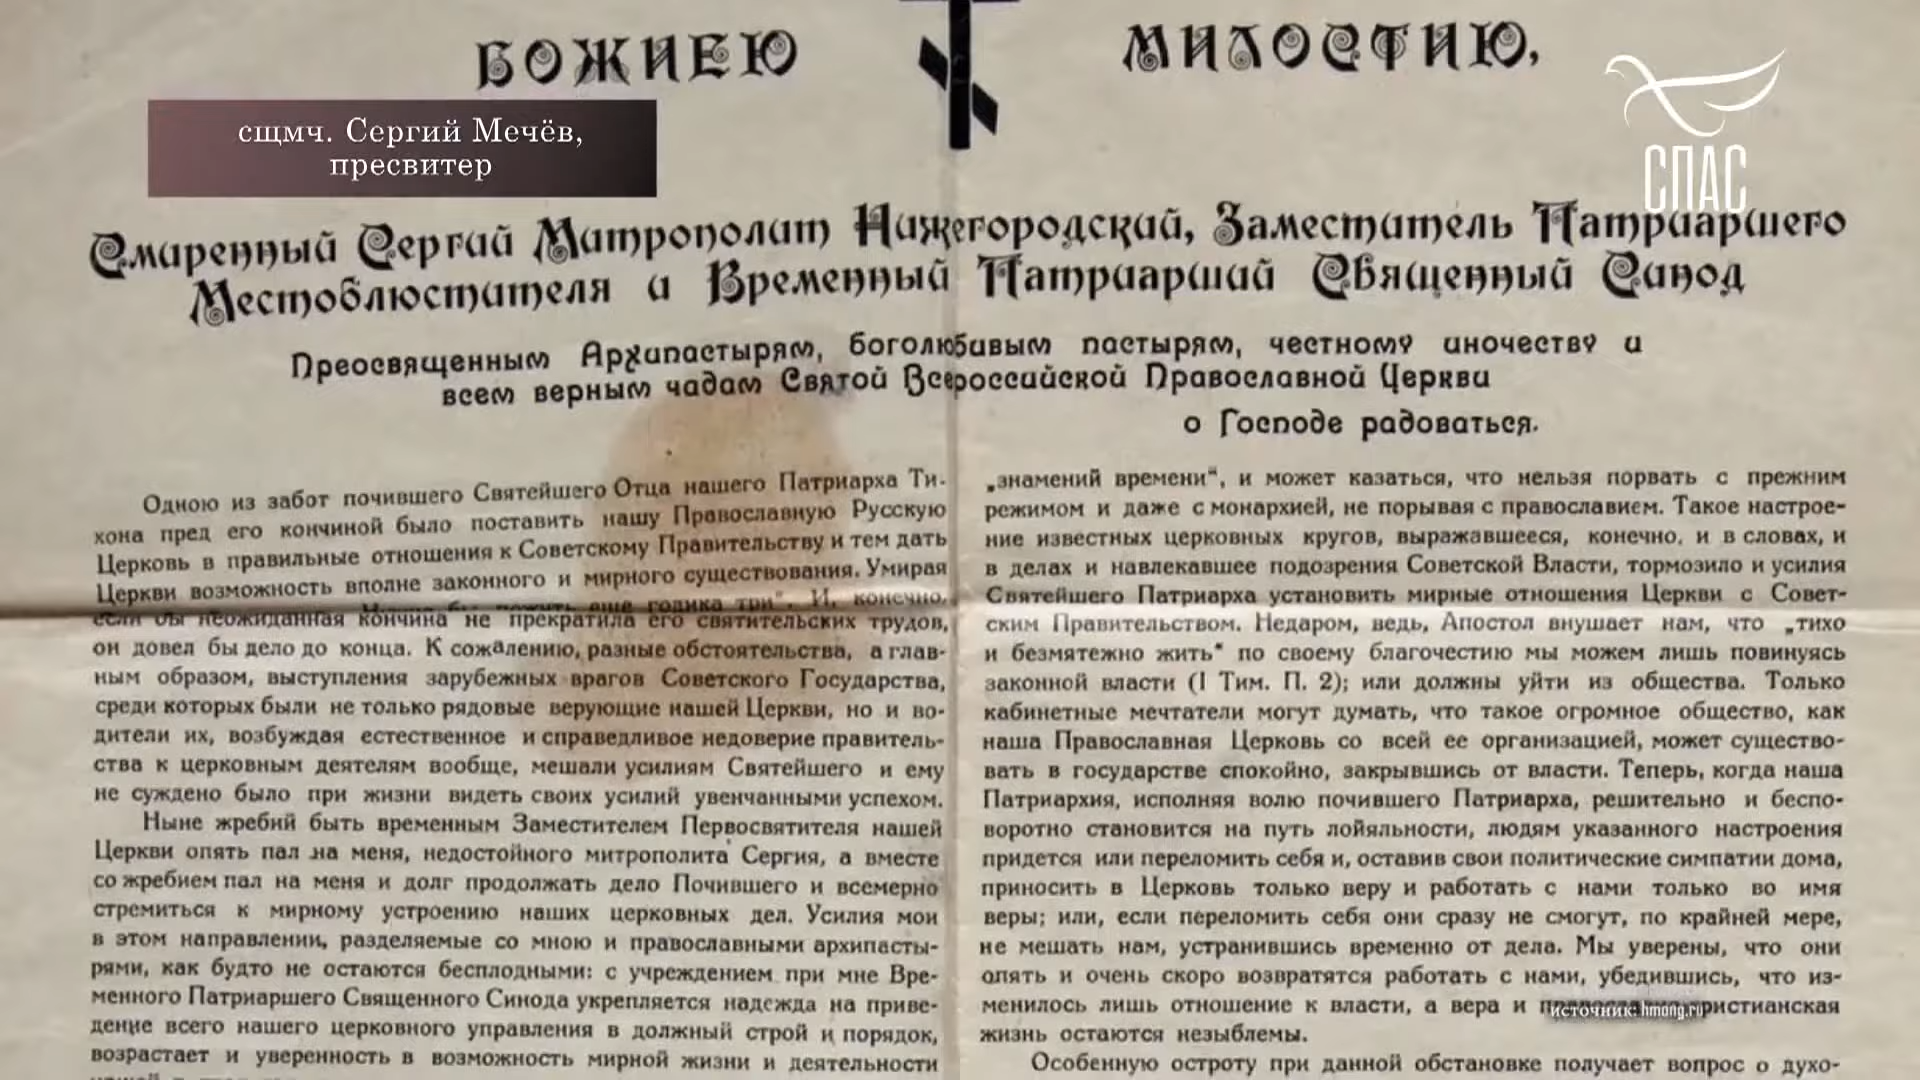 БОЖИЕЮ МИЛОСТИЮ,
сщмч. Сергий Мечёв,
пресвитер
СПАС
Смиренный Сергий Митрополит Нижегородский, Заместитель Патриаршего
Местоблюстителя и Временный Патриарший Священный Синод
Преосвященным Архипастырям, боголюбивым пастырям, честному иночеству и
всем верным чадам Святой Всероссийской Православной Церкви
о Господе радоваться.
Одною из забот почившего Святейшего Отца нашего Патриарха Ти-
хона пред его кончиной было поставить нашу Православную Русскую
Церковь в правильные отношения к Советскому Правительству и тем дать
Церкви возможность вполне законного и мирного существования. Умирая
еще годика три". И, конечно,
если бы неожиданная кончина не прекратила его святительских трудов,
он довел бы дело до конца. К сожалению, разные обстоятельства, а глав-
ным образом, выступления зарубежных врагов Советского Государства,
среди которых были не только рядовые верующие нашей Церкви, но и во-
дители их, возбуждая естественное и справедливое недоверие правитель-
ства к церковным деятелям вообще, мешали усилиям Святейшего и ему
не суждено было при жизни видеть своих усилий увенчанными успехом.
Ныне жребий быть временным Заместителем Первосвятителя нашей
Церкви опять пал на меня, недостойного митрополита Сергия, а вместе
со жребием пал на меня и долг продолжать дело Почившего и всемерно
стремиться к мирному устроению наших церковных дел. Усилия мои
в этом направлении, разделяемые со мною и православными архипасты-
рями, как будто не остаются бесплодными: с учреждением при мне Вре-
менного Патриаршего Священного Синода укрепляется надежда на приве-
дение всего нашего церковного управления в должный строй и порядок,
возрастает и уверенность в возможность мирной жизни и деятельности
„знамений времени", и может казаться, что нельзя порвать с прежним
режимом и даже с монархией, не порывая с православием. Такое настрое-
ние известных церковных кругов, выражавшееся, конечно, и в словах, и
в делах и навлекавшее подозрения Советской Власти, тормозило и усилия
Святейшего Патриарха установить мирные отношения Церкви с Совет-
ским Правительством. Недаром, ведь, Апостол внушает нам, что „тихо
и безмятежно жить" по своему благочестию мы можем лишь повинуясь
законной власти (I Тим. П. 2); или должны уйти из общества. Только
кабинетные мечтатели могут думать, что такое огромное общество, как
наша Православная Церковь со всей ее организацией, может существо-
вать в государстве спокойно, закрывшись от власти. Теперь, когда наша
Патриархия, исполняя волю почившего Патриарха, решительно и беспо-
воротно становится на путь лойяльности, людям указанного настроения
придется или переломить себя и, оставив свои политические симпатии дома,
приносить в Церковь только веру и работать с нами только во имя
веры; или, если переломить себя они сразу не смогут, по крайней мере,
не мешать нам, устранившись временно от дела. Мы уверены, что они
опять и очень скоро возвратятся работать с нами, убедившись, что из-
менилось лишь отношение к власти, а вера и православно-христианская
жизнь остаются незыблемы.
Особенную остроту при данной обстановке получает вопрос о духо-
источник: hmong.ru